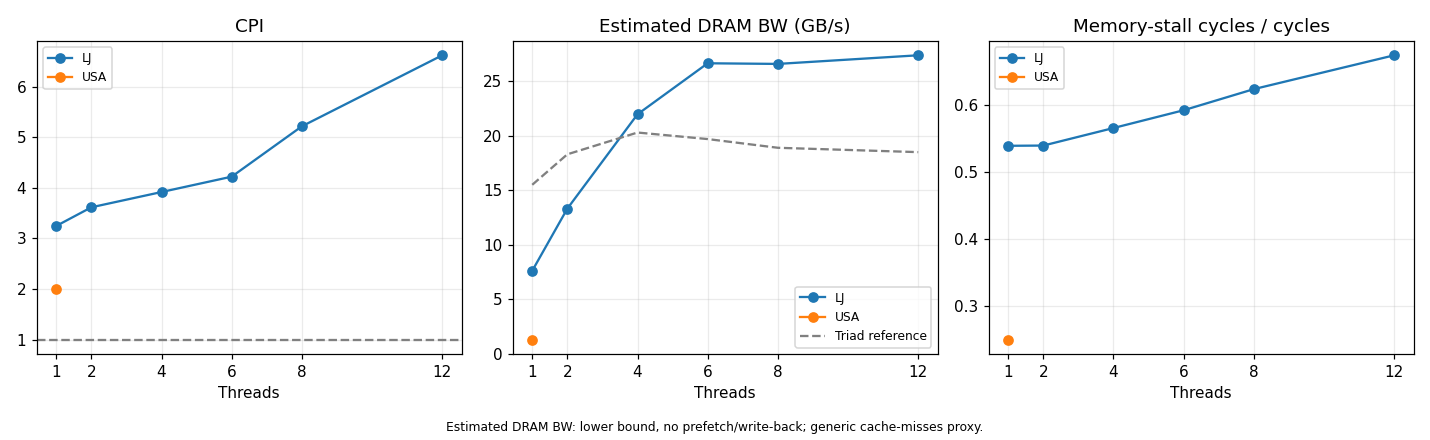 CPI
LJ
USA
6
5
4
3
2
1
1 2 4 6 8 12
Threads
Estimated DRAM BW (GB/s)
25
20
15
10
5
0
LJ
USA
Triad reference
1 2 4 6 8 12
Threads
Memory-stall cycles / cycles
LJ
USA
0.6
0.5
0.4
0.3
1 2 4 6 8 12
Threads
Estimated DRAM BW: lower bound, no prefetch/write-back; generic cache-misses proxy.